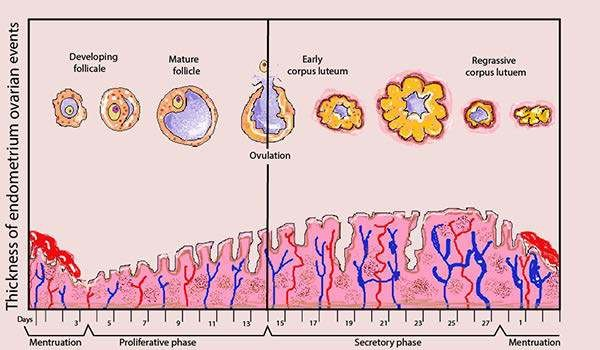 Thickness of endometrium ovarian events
Developing
follicale
Mature
follicle
Early
corpus luteum
Regrassive
corpus lutuem
Ovulation
Days
3 5 7 9 11 13 15 17 19 21 23 25 27 1
Mentruation
Proliferative phase
Secretory phase
Mentruation